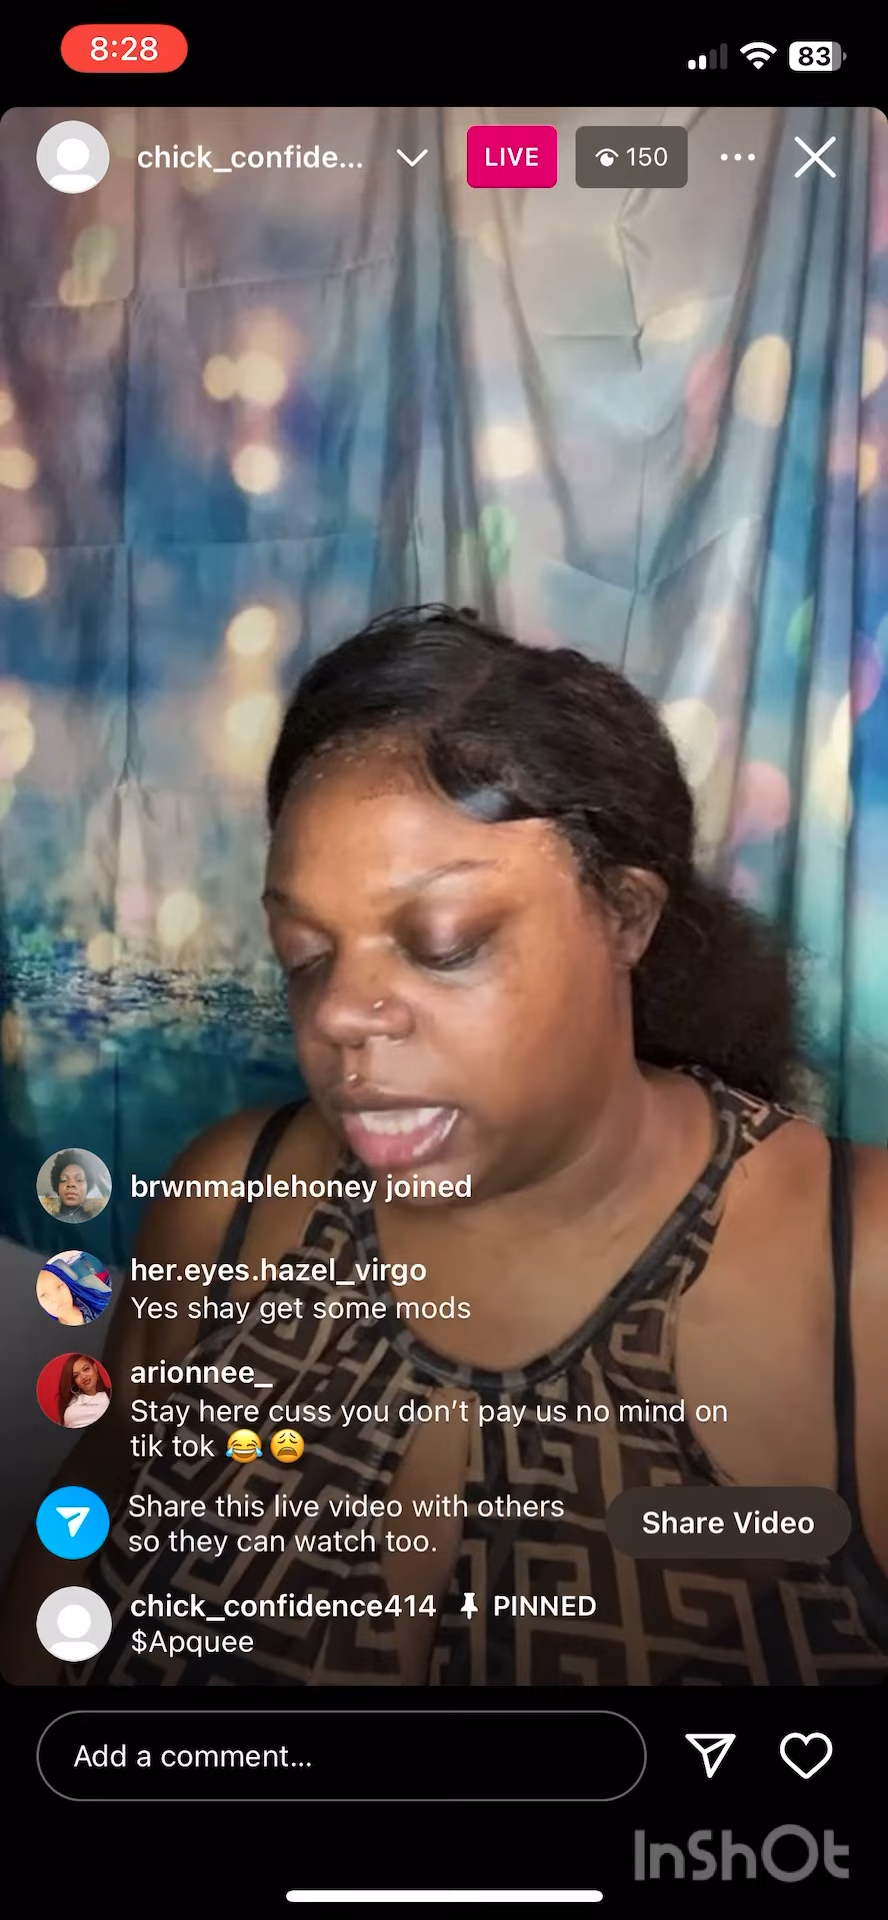 8:28
83
chick_confide...
LIVE
150
brwnmaplehoney joined
her.eyes.hazel_virgo
Yes shay get some mods
arionnee_
Stay here cuss you don’t pay us no mind on
tik tok 😂😩
Share this live video with others
so they can watch too.
Share Video
chick_confidence414 PINNED
$Apquee
Add a comment...
InShOt